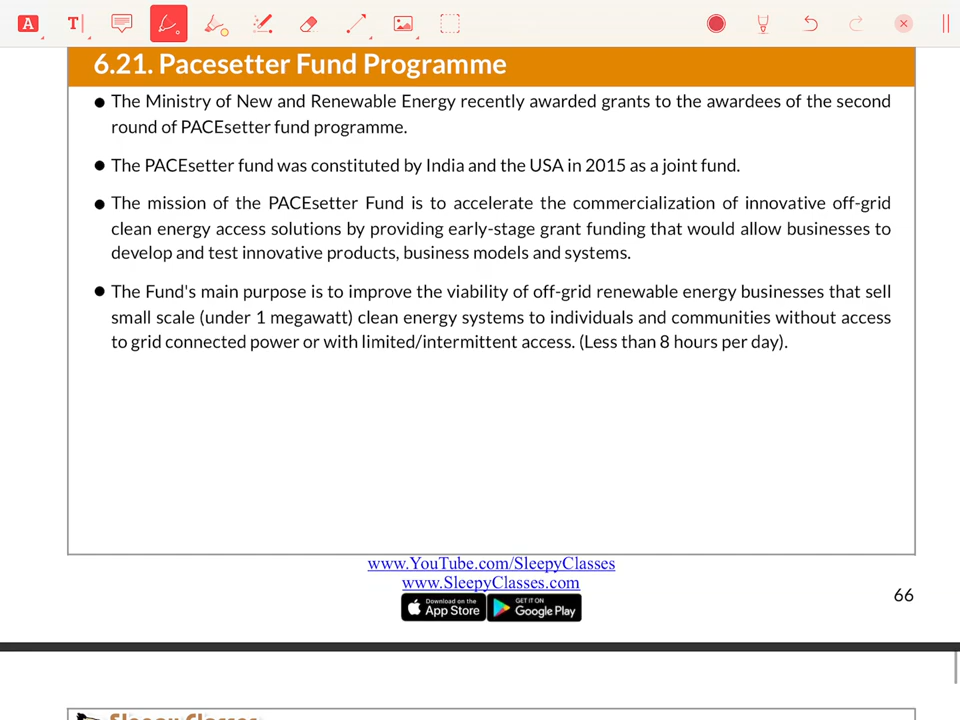 A
T
6.21. Pacesetter Fund Programme
● The Ministry of New and Renewable Energy recently awarded grants to the awardees of the second
round of PACEsetter fund programme.
● The PACEsetter fund was constituted by India and the USA in 2015 as a joint fund.
● The mission of the PACEsetter Fund is to accelerate the commercialization of innovative off-grid
clean energy access solutions by providing early-stage grant funding that would allow businesses to
develop and test innovative products, business models and systems.
● The Fund's main purpose is to improve the viability of off-grid renewable energy businesses that sell
small scale (under 1 megawatt) clean energy systems to individuals and communities without access
to grid connected power or with limited/intermittent access. (Less than 8 hours per day).
www.YouTube.com/SleepyClasses
www.SleepyClasses.com
Download on the App Store
GET IT ON Google Play
66
Sleepy Classes